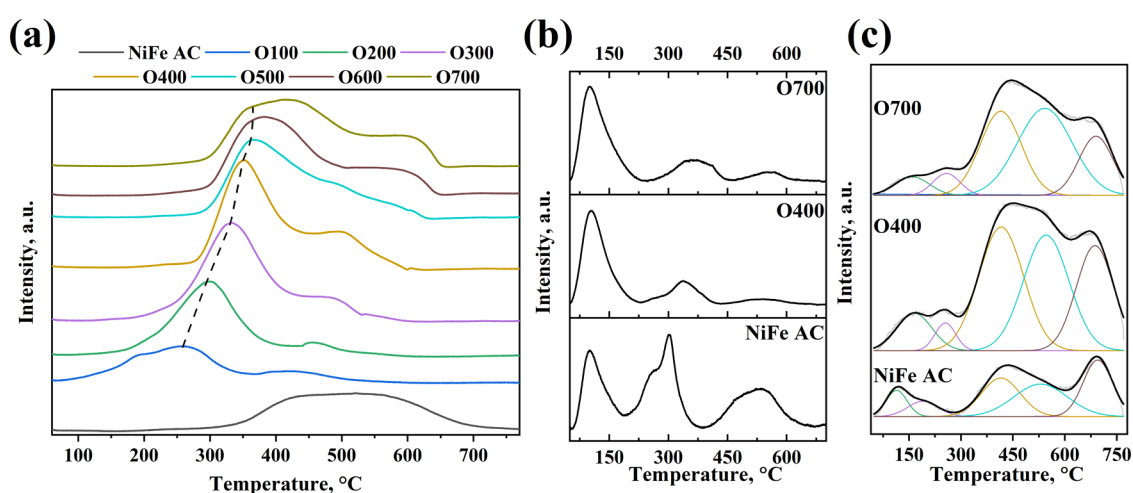 (a)
NiFe AC O100 O200 O300
O400 O500 O600 O700
Intensity, a.u.
100 200 300 400 500 600 700
Temperature, °C
(b)
150 300 450 600
O700
O400
NiFe AC
Intensity, a.u.
150 300 450 600
Temperature, °C
(c)
O700
O400
NiFe AC
Intensity, a.u.
150 300 450 600 750
Temperature, °C